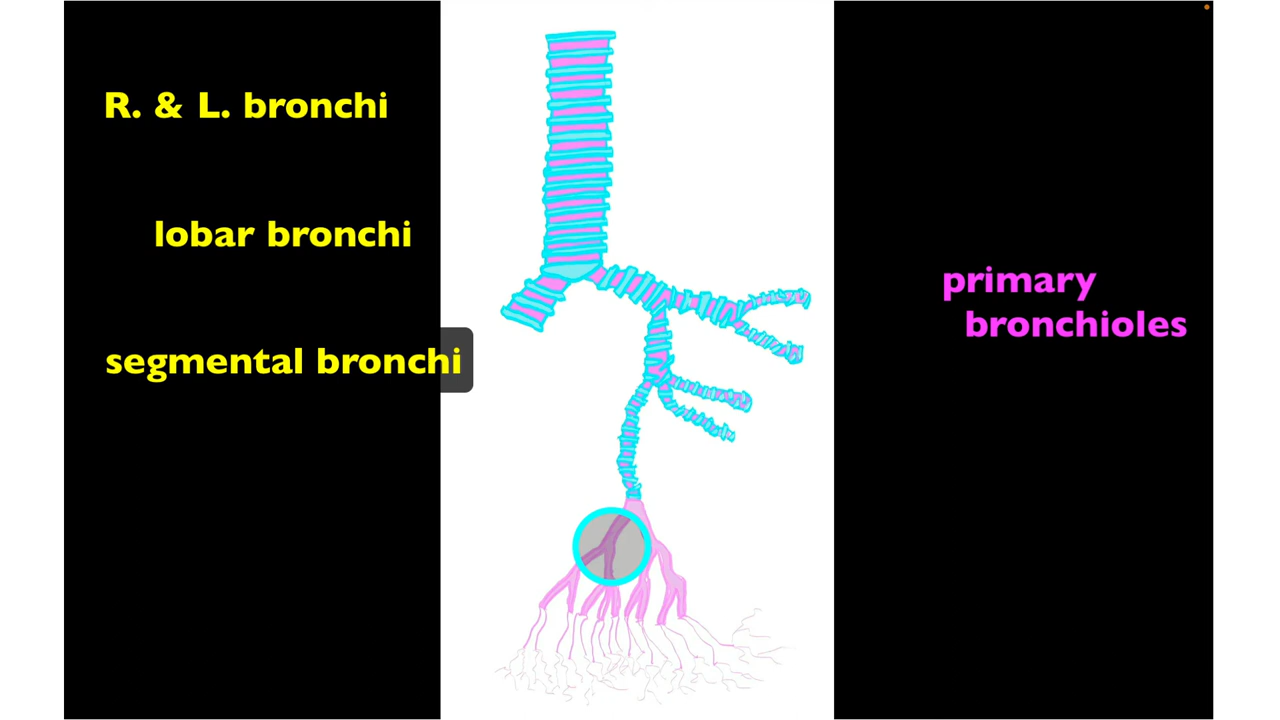 R. & L. bronchi
lobar bronchi
segmental bronchi
primary
bronchioles